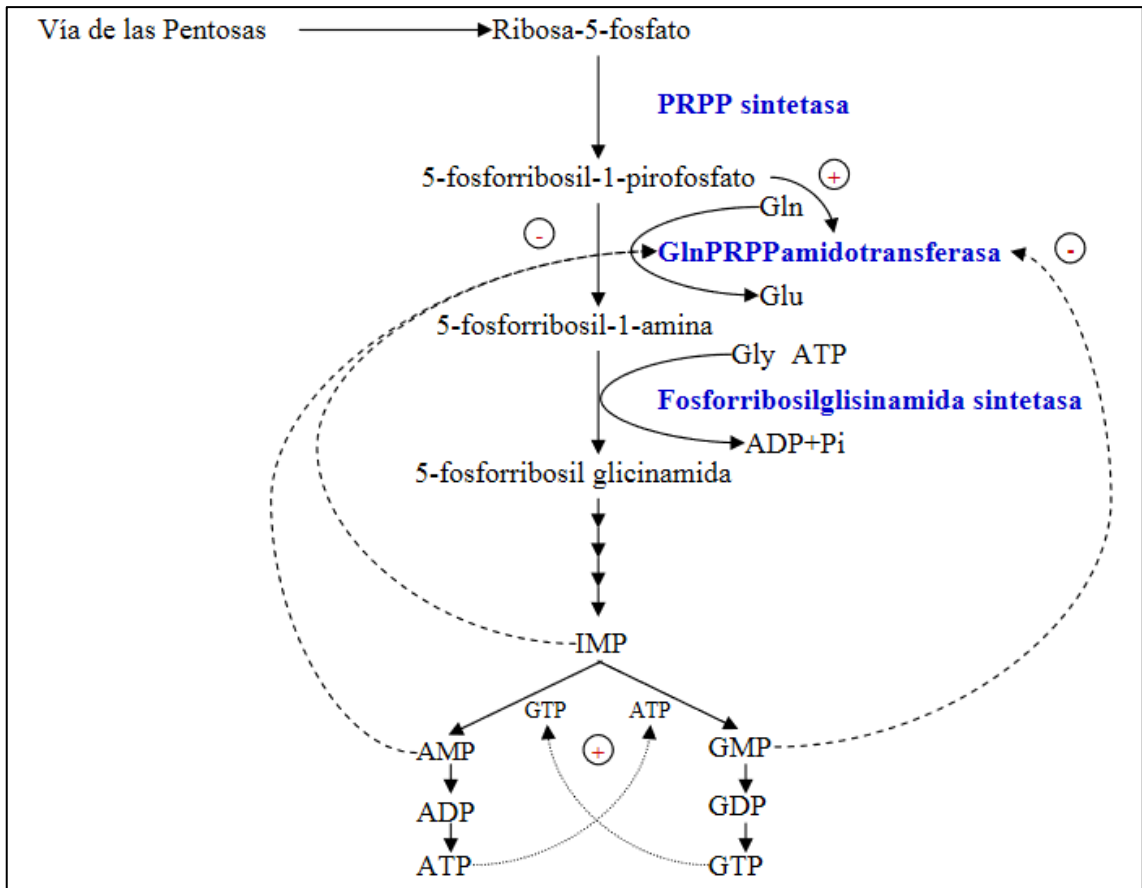 Vía de las Pentosas Ribosa-5-fosfato
PRPP sintetasa
5-fosforribosil-1-pirofosfato +
Gln
- GlnPRPPamidotransferasa -
Glu
5-fosforribosil-1-amina
Gly ATP
Fosforribosilglisinamida sintetasa
ADP+Pi
5-fosforribosil glicinamida
IMP
GTP ATP
AMP + GMP
ADP GDP
ATP GTP